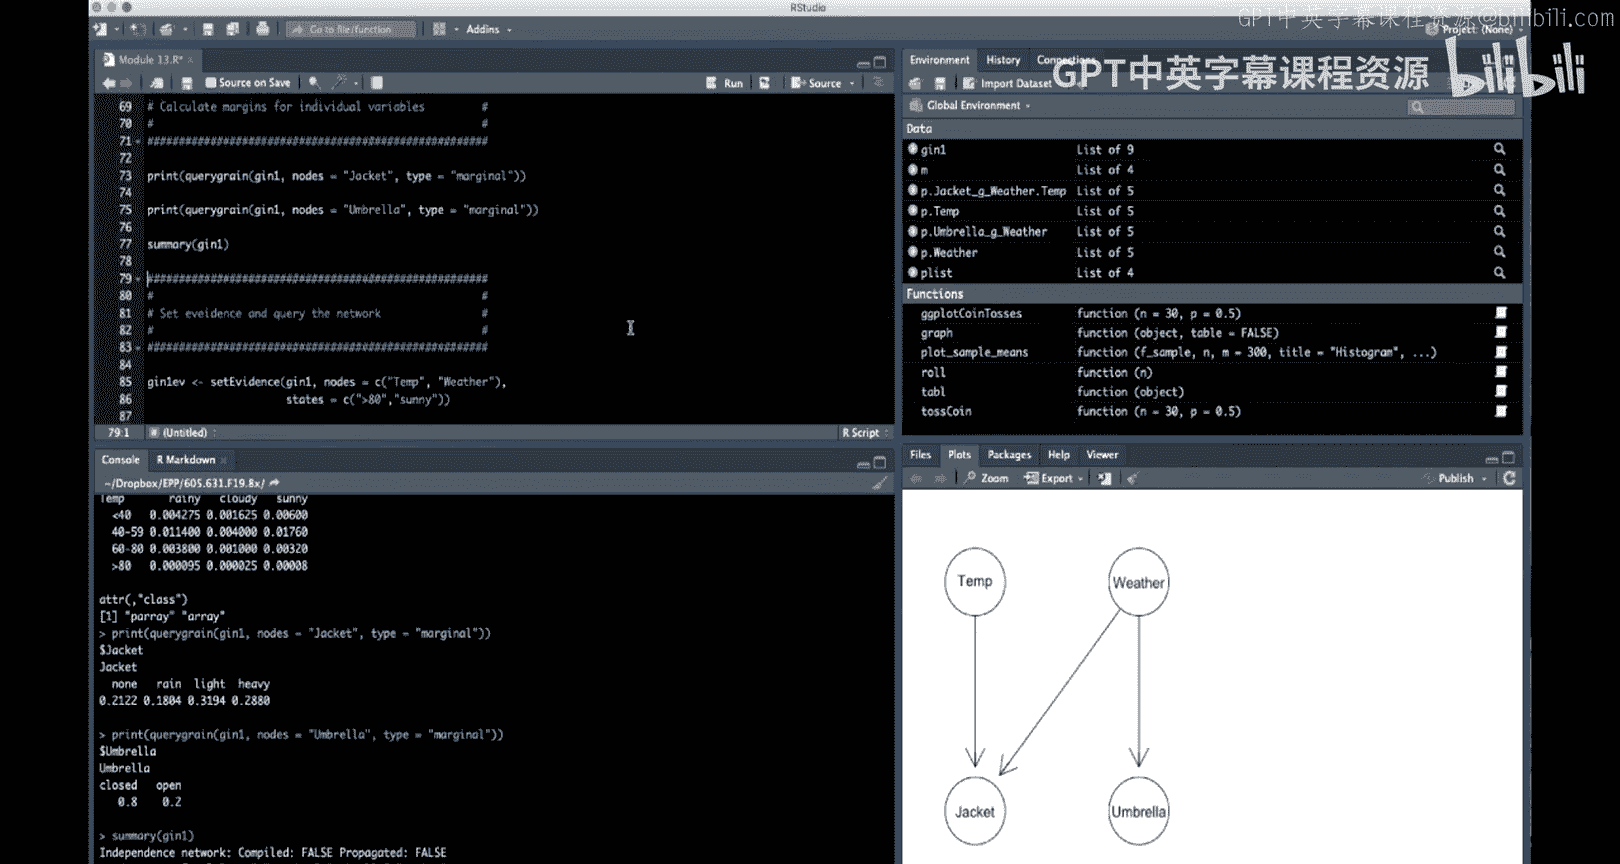 RStudio
GPT中英字幕课程资源@bilibili.com
Go to file/function
Addins
Project: (None)
GPT中英字幕课程资源 bilibili
Module 13.R*
Source on Save
Run
Source
69 # Calculate margins for individual variables #
70 # #
71 ######################################################
72
73 print(querygrain(gin1, nodes = "Jacket", type = "marginal"))
74
75 print(querygrain(gin1, nodes = "Umbrella", type = "marginal"))
76
77 summary(gin1)
78
79 ######################################################
80 # #
81 # Set eveidence and query the network #
82 # #
83 ######################################################
84
85 gin1ev <- setEvidence(gin1, nodes = c("Temp", "Weather"),
86 states = c(">80","sunny"))
87
79:1 (Untitled) R Script
Console R Markdown
~/Dropbox/EPP/605.631.F19.8x/
Temp rainy cloudy sunny
<40 0.004275 0.001625 0.00600
40-59 0.011400 0.004000 0.01760
60-80 0.003800 0.001000 0.00320
>80 0.000095 0.000025 0.00008
attr(,"class")
[1] "parray" "array"
> print(querygrain(gin1, nodes = "Jacket", type = "marginal"))
$Jacket
Jacket
none rain light heavy
0.2122 0.1804 0.3194 0.2880
> print(querygrain(gin1, nodes = "Umbrella", type = "marginal"))
$Umbrella
Umbrella
closed open
0.8 0.2
> summary(gin1)
Independence network: Compiled: FALSE Propagated: FALSE
Environment History Connections
Import Dataset
Global Environment
Data
gin1 List of 9
m List of 4
p.Jacket_g_Weather.Temp List of 5
p.Temp List of 5
p.Umbrella_g_Weather List of 5
p.Weather List of 5
plist List of 4
Functions
ggplotCoinTosses function (n = 30, p = 0.5)
graph function (object, table = FALSE)
plot_sample_means function (f_sample, n, m = 300, title = "Histogram", ...)
roll function (n)
tabl function (object)
tossCoin function (n = 30, p = 0.5)
Files Plots Packages Help Viewer
Zoom Export Publish
Temp Weather
Jacket Umbrella